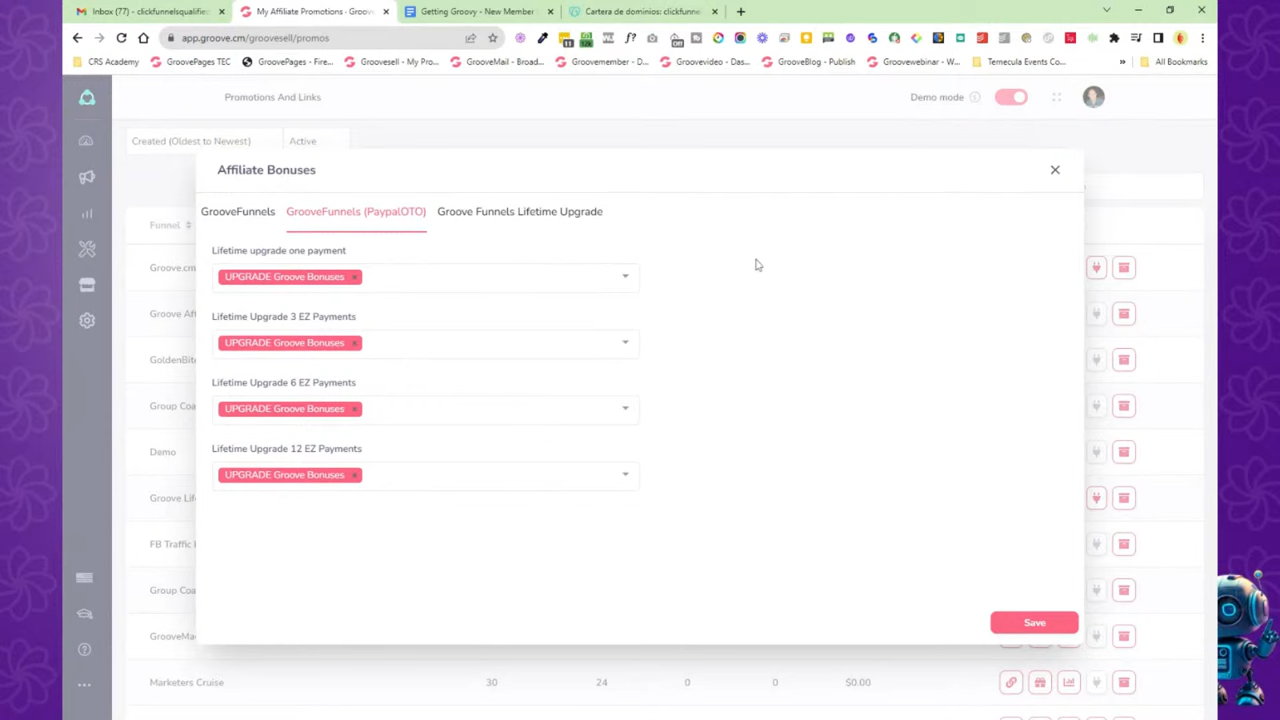 Inbox (77) - clickfunnelsqualified
My Affiliate Promotions - Groov
Getting Groovy - New Member
Cartera de dominios: clickfunne
app.groove.cm/groovesell/promos
CRS Academy
GroovePages TEC
GroovePages - Fire...
Groovesell - My Pro...
GrooveMail - Broad...
Groovemember - D...
Groovevideo - Das...
GrooveBlog - Publish
Groovewebinar - W...
Temecula Events Co...
All Bookmarks
Promotions And Links
Demo mode
Created (Oldest to Newest)
Active
Affiliate Bonuses
GrooveFunnels
GrooveFunnels (PaypalOTO)
Groove Funnels Lifetime Upgrade
Funnel
Lifetime upgrade one payment
Groove.cm
UPGRADE Groove Bonuses ×
Groove Af
Lifetime Upgrade 3 EZ Payments
UPGRADE Groove Bonuses ×
GoldenBit
Lifetime Upgrade 6 EZ Payments
Group Coa
UPGRADE Groove Bonuses ×
Demo
Lifetime Upgrade 12 EZ Payments
UPGRADE Groove Bonuses ×
Groove Life
FB Traffic
Group Coa
Save
GrooveMa
Marketers Cruise
30
24
0
0
$0.00